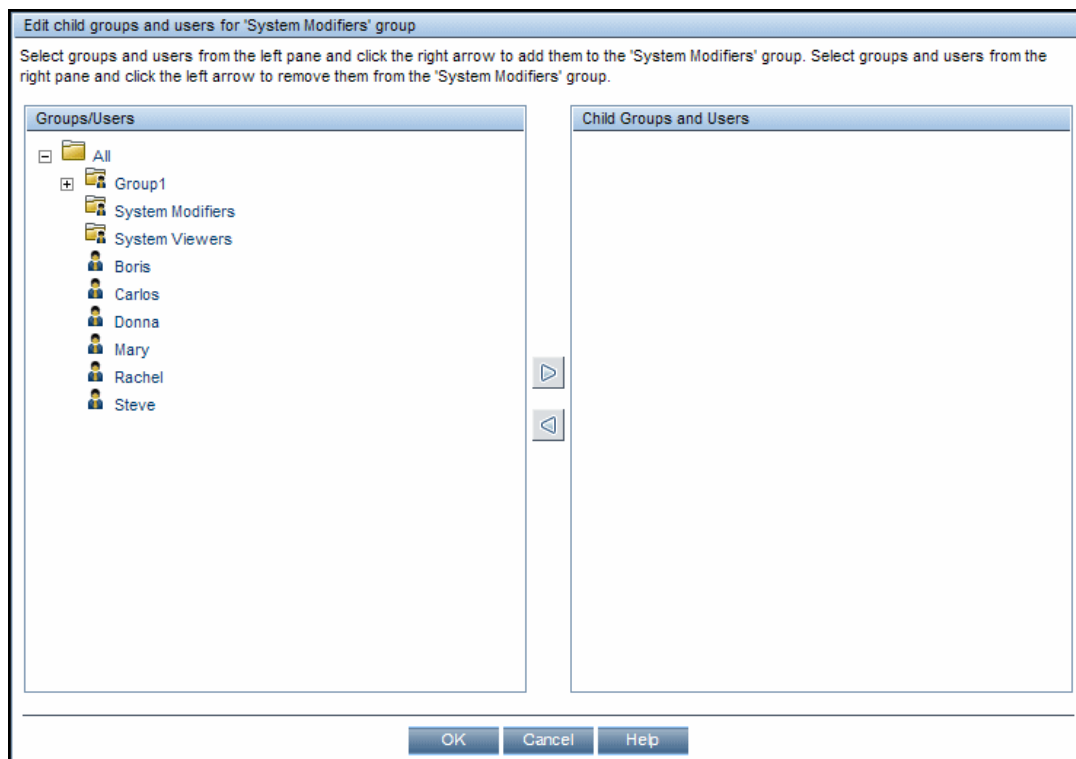 Edit child groups and users for 'System Modifiers' group
Select groups and users from the left pane and click the right arrow to add them to the 'System Modifiers' group. Select groups and users from the
right pane and click the left arrow to remove them from the 'System Modifiers' group.
Groups/Users
All
Group1
System Modifiers
System Viewers
Boris
Carlos
Donna
Mary
Rachel
Steve
Child Groups and Users
OK
Cancel
Help